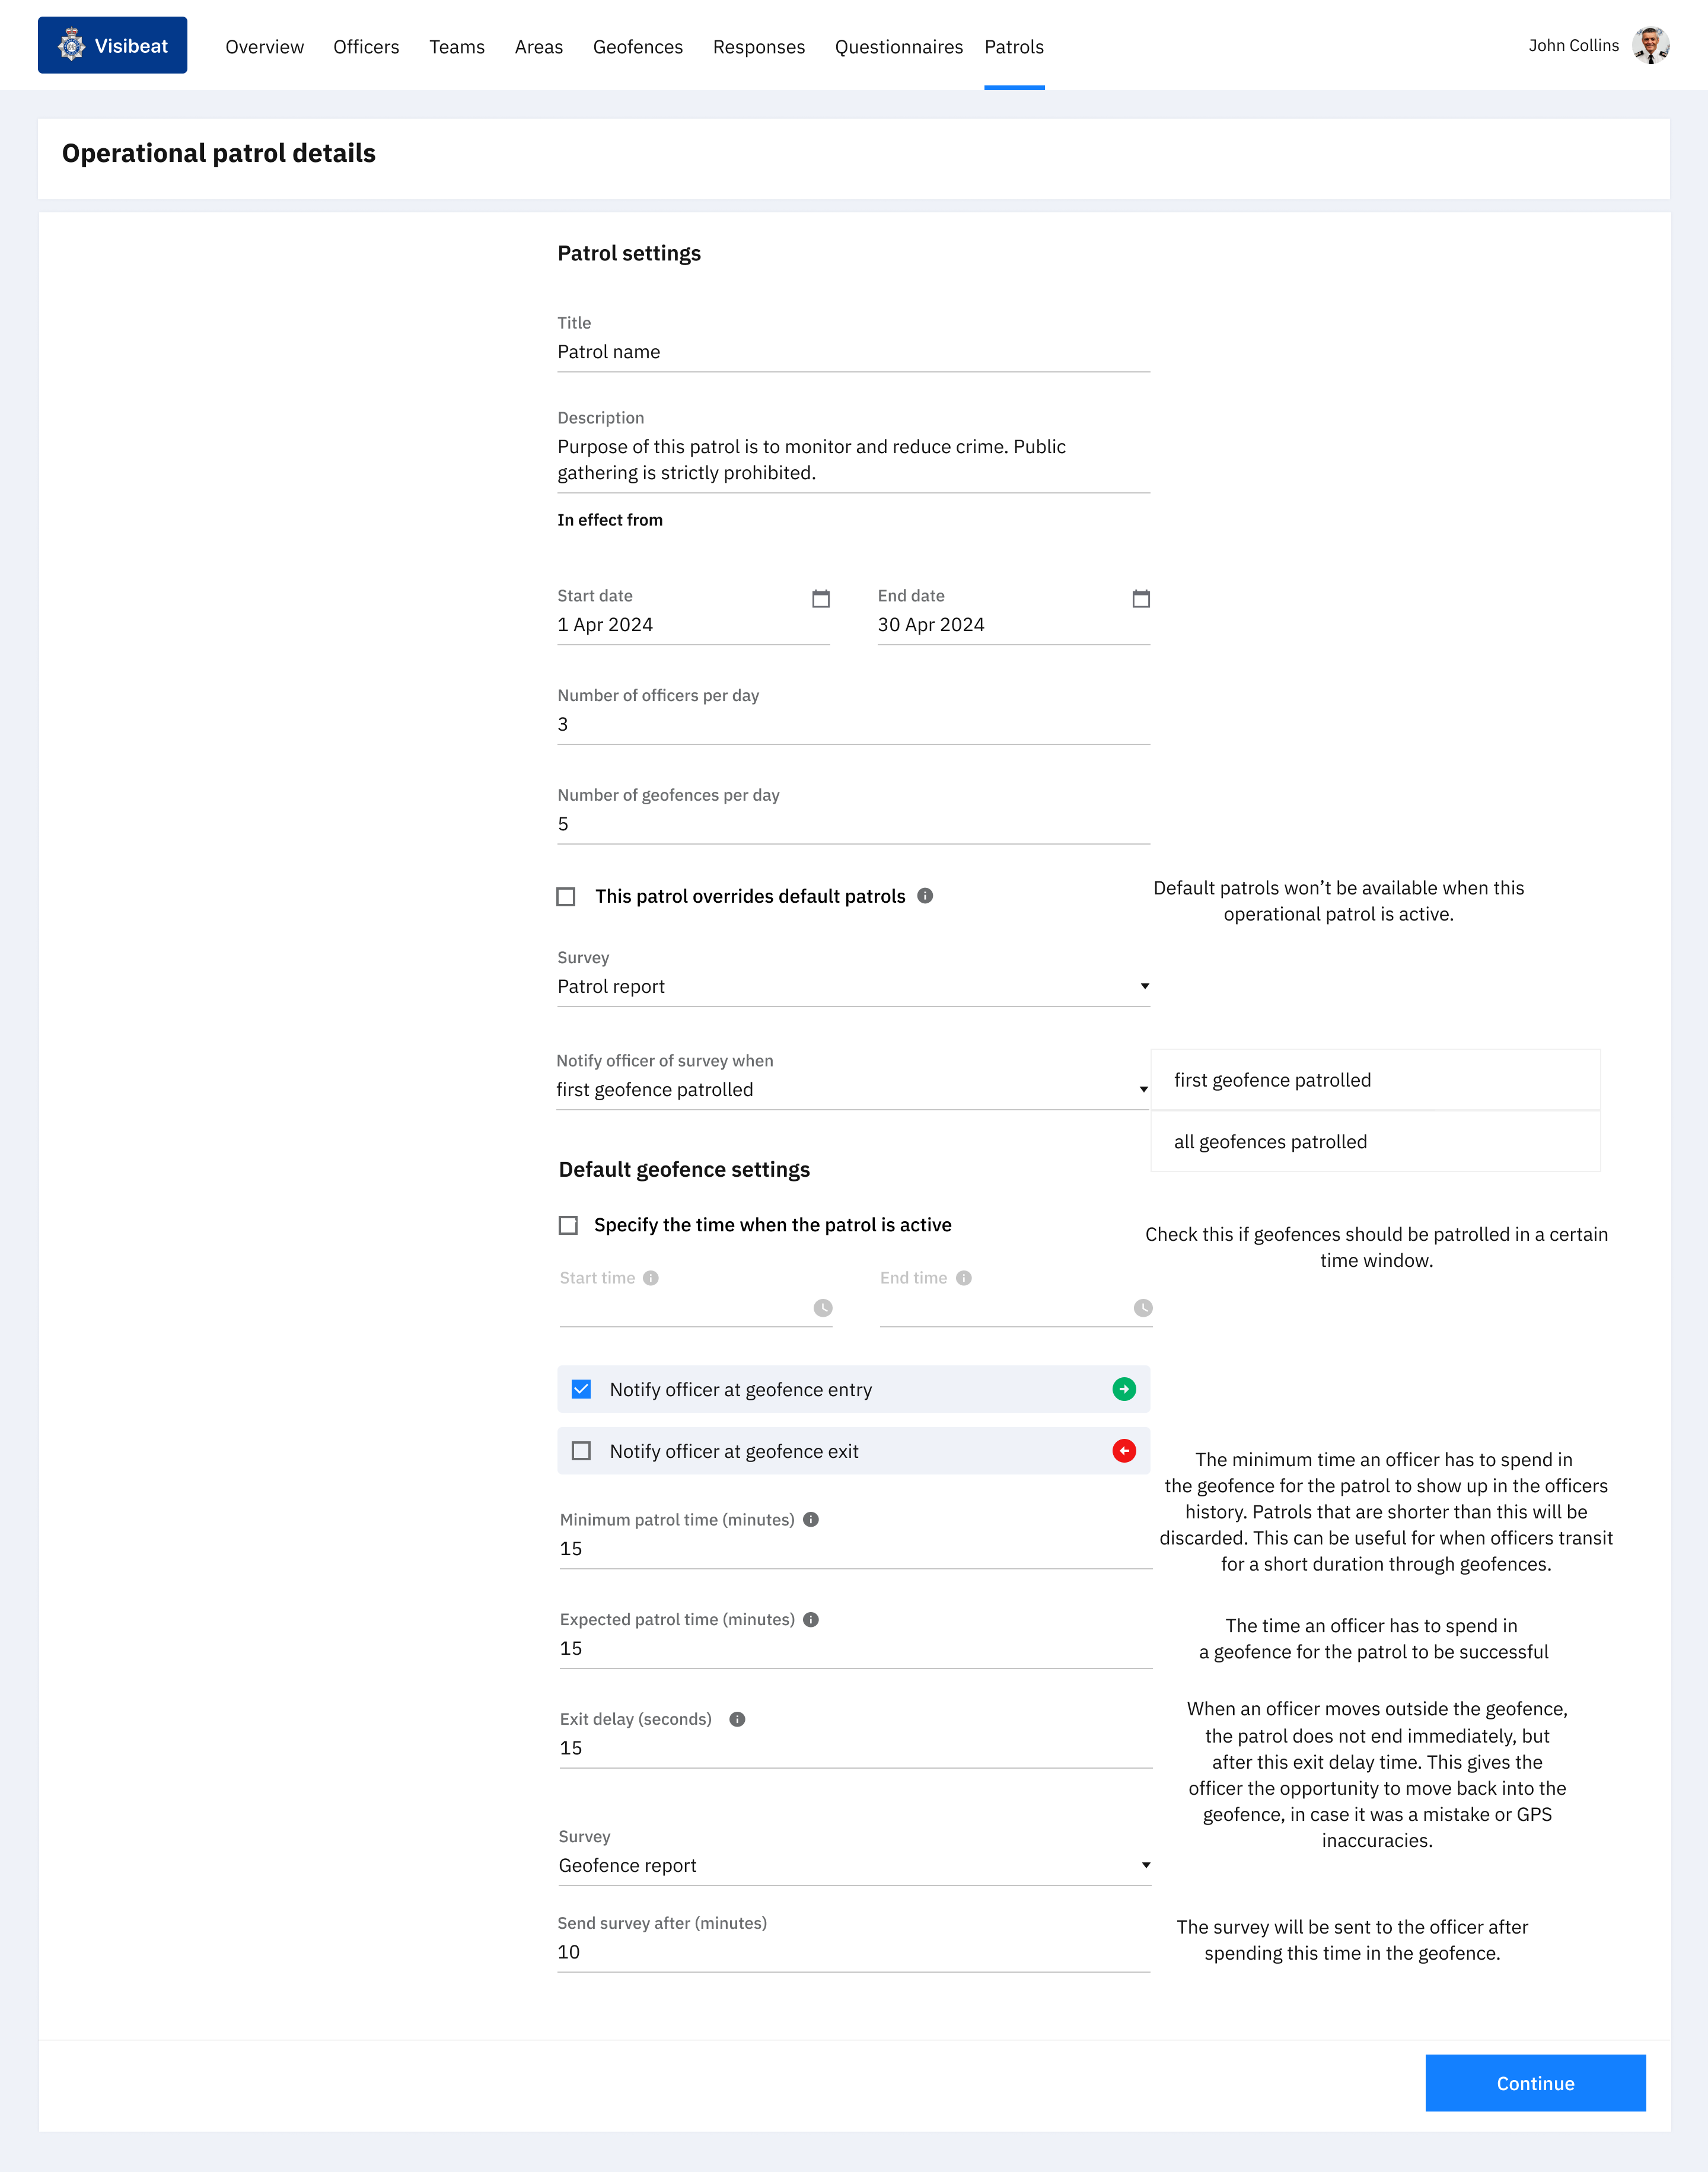 Visibeat
Overview
Officers
Teams
Areas
Geofences
Responses
Questionnaires
Patrols
John Collins
Operational patrol details
Patrol settings
Title
Patrol name
Description
Purpose of this patrol is to monitor and reduce crime. Public
gathering is strictly prohibited.
In effect from
Start date
1 Apr 2024
End date
30 Apr 2024
Number of officers per day
3
Number of geofences per day
5
This patrol overrides default patrols
Default patrols won’t be available when this
operational patrol is active.
Survey
Patrol report
Notify officer of survey when
first geofence patrolled
first geofence patrolled
all geofences patrolled
Default geofence settings
Specify the time when the patrol is active
Check this if geofences should be patrolled in a certain
time window.
Start time
End time
Notify officer at geofence entry
Notify officer at geofence exit
The minimum time an officer has to spend in
the geofence for the patrol to show up in the officers
history. Patrols that are shorter than this will be
discarded. This can be useful for when officers transit
for a short duration through geofences.
Minimum patrol time (minutes)
15
Expected patrol time (minutes)
15
The time an officer has to spend in
a geofence for the patrol to be successful
Exit delay (seconds)
15
When an officer moves outside the geofence,
the patrol does not end immediately, but
after this exit delay time. This gives the
officer the opportunity to move back into the
geofence, in case it was a mistake or GPS
inaccuracies.
Survey
Geofence report
Send survey after (minutes)
10
The survey will be sent to the officer after
spending this time in the geofence.
Continue